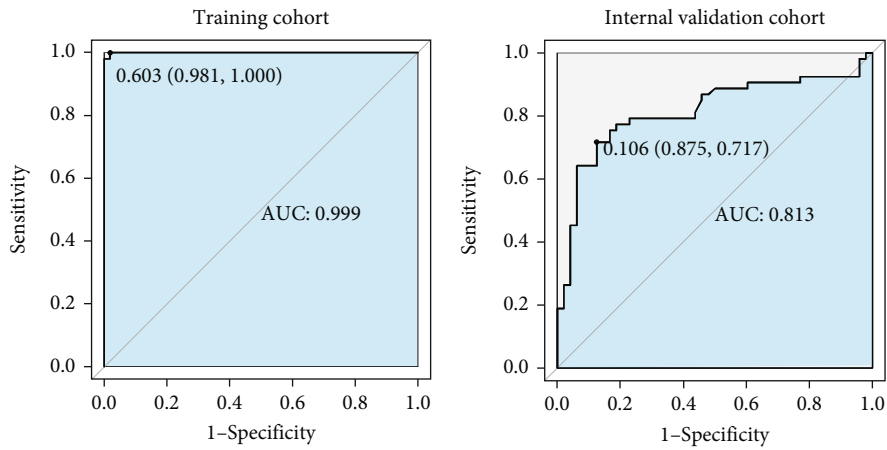 Training cohort
1.0
0.8
0.6
0.4
0.2
0.0
Sensitivity
0.603 (0.981, 1.000)
AUC: 0.999
0.0 0.2 0.4 0.6 0.8 1.0
1–Specificity
Internal validation cohort
1.0
0.8
0.6
0.4
0.2
0.0
Sensitivity
0.106 (0.875, 0.717)
AUC: 0.813
0.0 0.2 0.4 0.6 0.8 1.0
1–Specificity